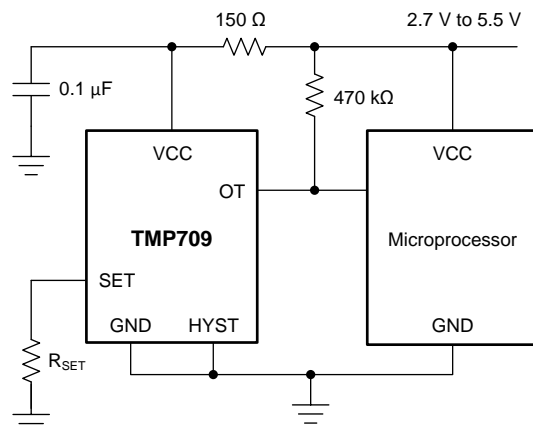 150 Ω
2.7 V to 5.5 V
0.1 µF
470 kΩ
VCC
VCC
OT
TMP709
Microprocessor
SET
GND
HYST
GND
RSET